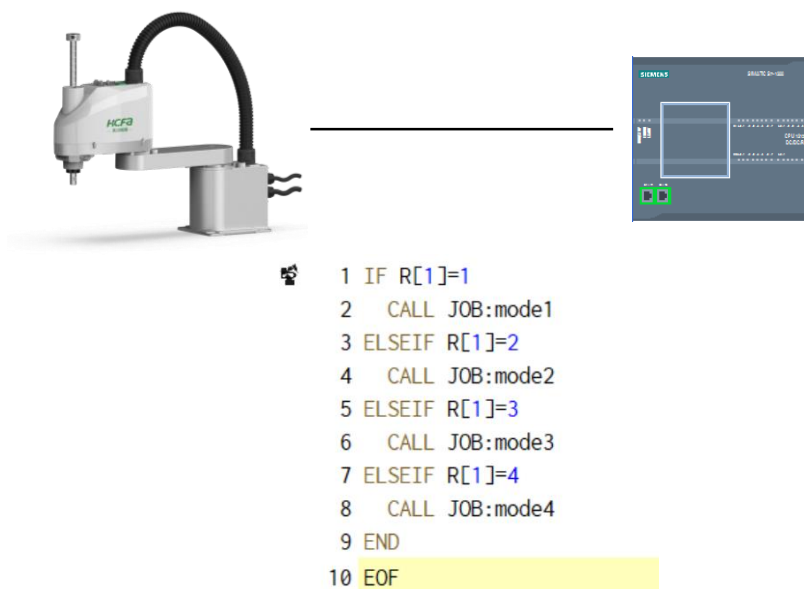 HCFa
SIEMENS
1 IF R[1]=1
2 CALL JOB:mode1
3 ELSEIF R[1]=2
4 CALL JOB:mode2
5 ELSEIF R[1]=3
6 CALL JOB:mode3
7 ELSEIF R[1]=4
8 CALL JOB:mode4
9 END
10 EOF